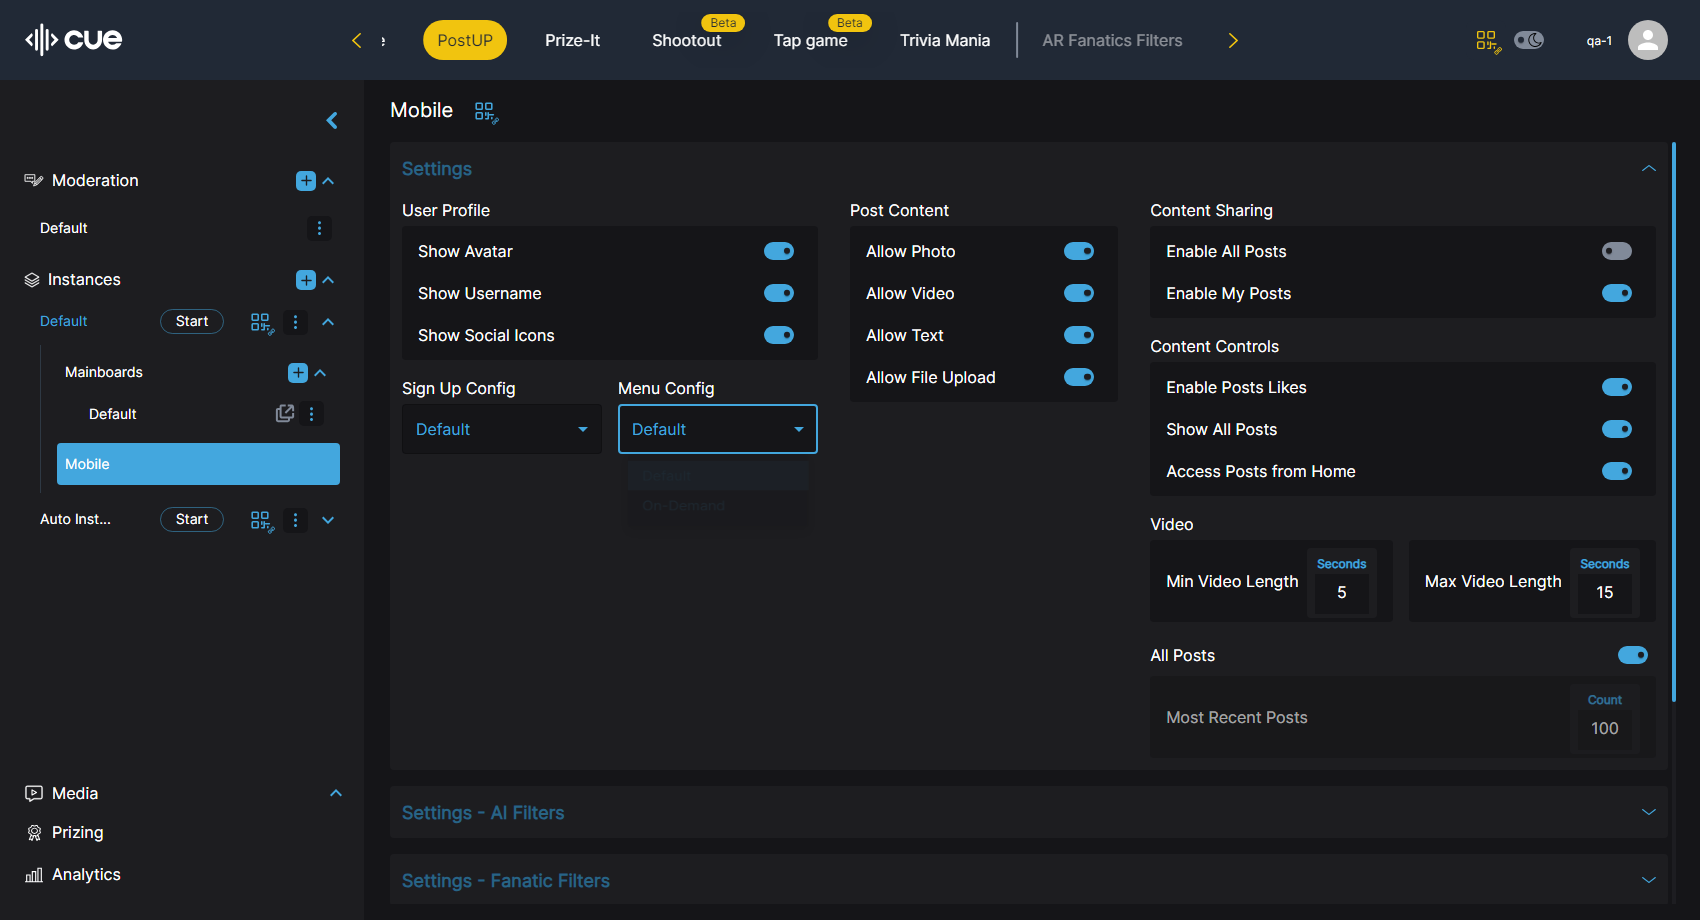 cue
PostUP
Prize-It
Shootout
Beta
Tap game
Beta
Trivia Mania
AR Fanatics Filters
qa-1
Moderation
Default
Instances
Default
Start
Mainboards
Default
Mobile
Auto Inst...
Start
Media
Prizing
Analytics
Mobile
Settings
User Profile
Show Avatar
Show Username
Show Social Icons
Sign Up Config
Default
Menu Config
Default
Default
On-Demand
Post Content
Allow Photo
Allow Video
Allow Text
Allow File Upload
Content Sharing
Enable All Posts
Enable My Posts
Content Controls
Enable Posts Likes
Show All Posts
Access Posts from Home
Video
Min Video Length
Seconds
5
Max Video Length
Seconds
15
All Posts
Most Recent Posts
Count
100
Settings - AI Filters
Settings - Fanatic Filters